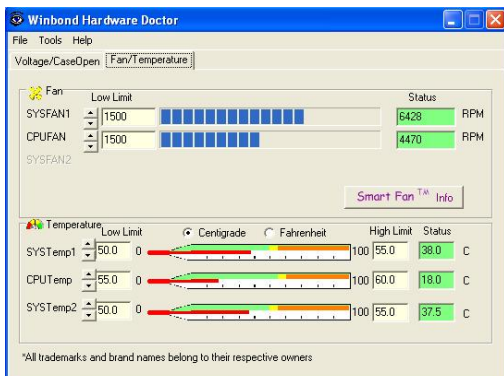 Winbond Hardware Doctor
File Tools Help
Voltage/CaseOpen Fan/Temperature
Fan
Low Limit Status
SYSFAN1 1500 6428 RPM
CPUFAN 1500 4470 RPM
SYSFAN2
Smart Fan™ Info
Temperature Low Limit Centigrade Fahrenheit High Limit Status
SYSTemp1 50.0 0 100 55.0 38.0 C
CPUTemp 55.0 0 100 60.0 18.0 C
SYSTemp2 50.0 0 100 55.0 37.5 C
*All trademarks and brand names belong to their respective owners